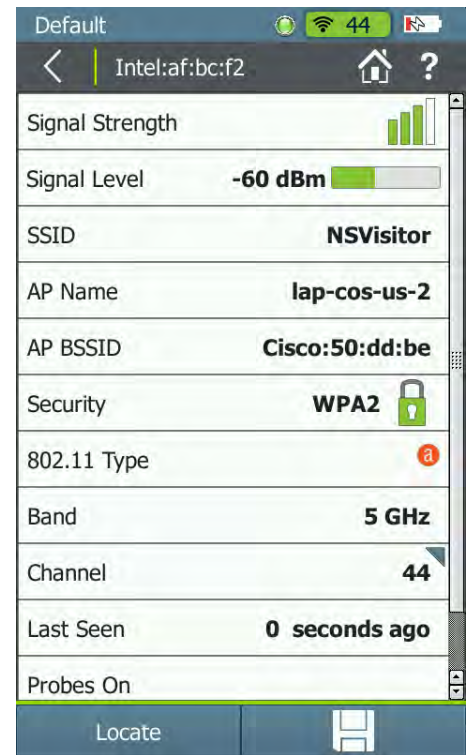 Default 44
Intel:af:bc:f2 ?
Signal Strength
Signal Level -60 dBm
SSID NSVisitor
AP Name lap-cos-us-2
AP BSSID Cisco:50:dd:be
Security WPA2
802.11 Type a
Band 5 GHz
Channel 44
Last Seen 0 seconds ago
Probes On
Locate